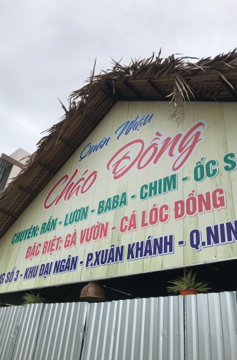 Quán Nhậu
Cháo Đồng
CHUYÊN: RẮN - LƯƠN - BABA - CHIM - ỐC S
ĐẶC BIỆT: GÀ VƯỜN - CÁ LÓC ĐỒNG
G SỐ 3 - KHU ĐẠI NGÂN - P.XUÂN KHÁNH - Q.NIN